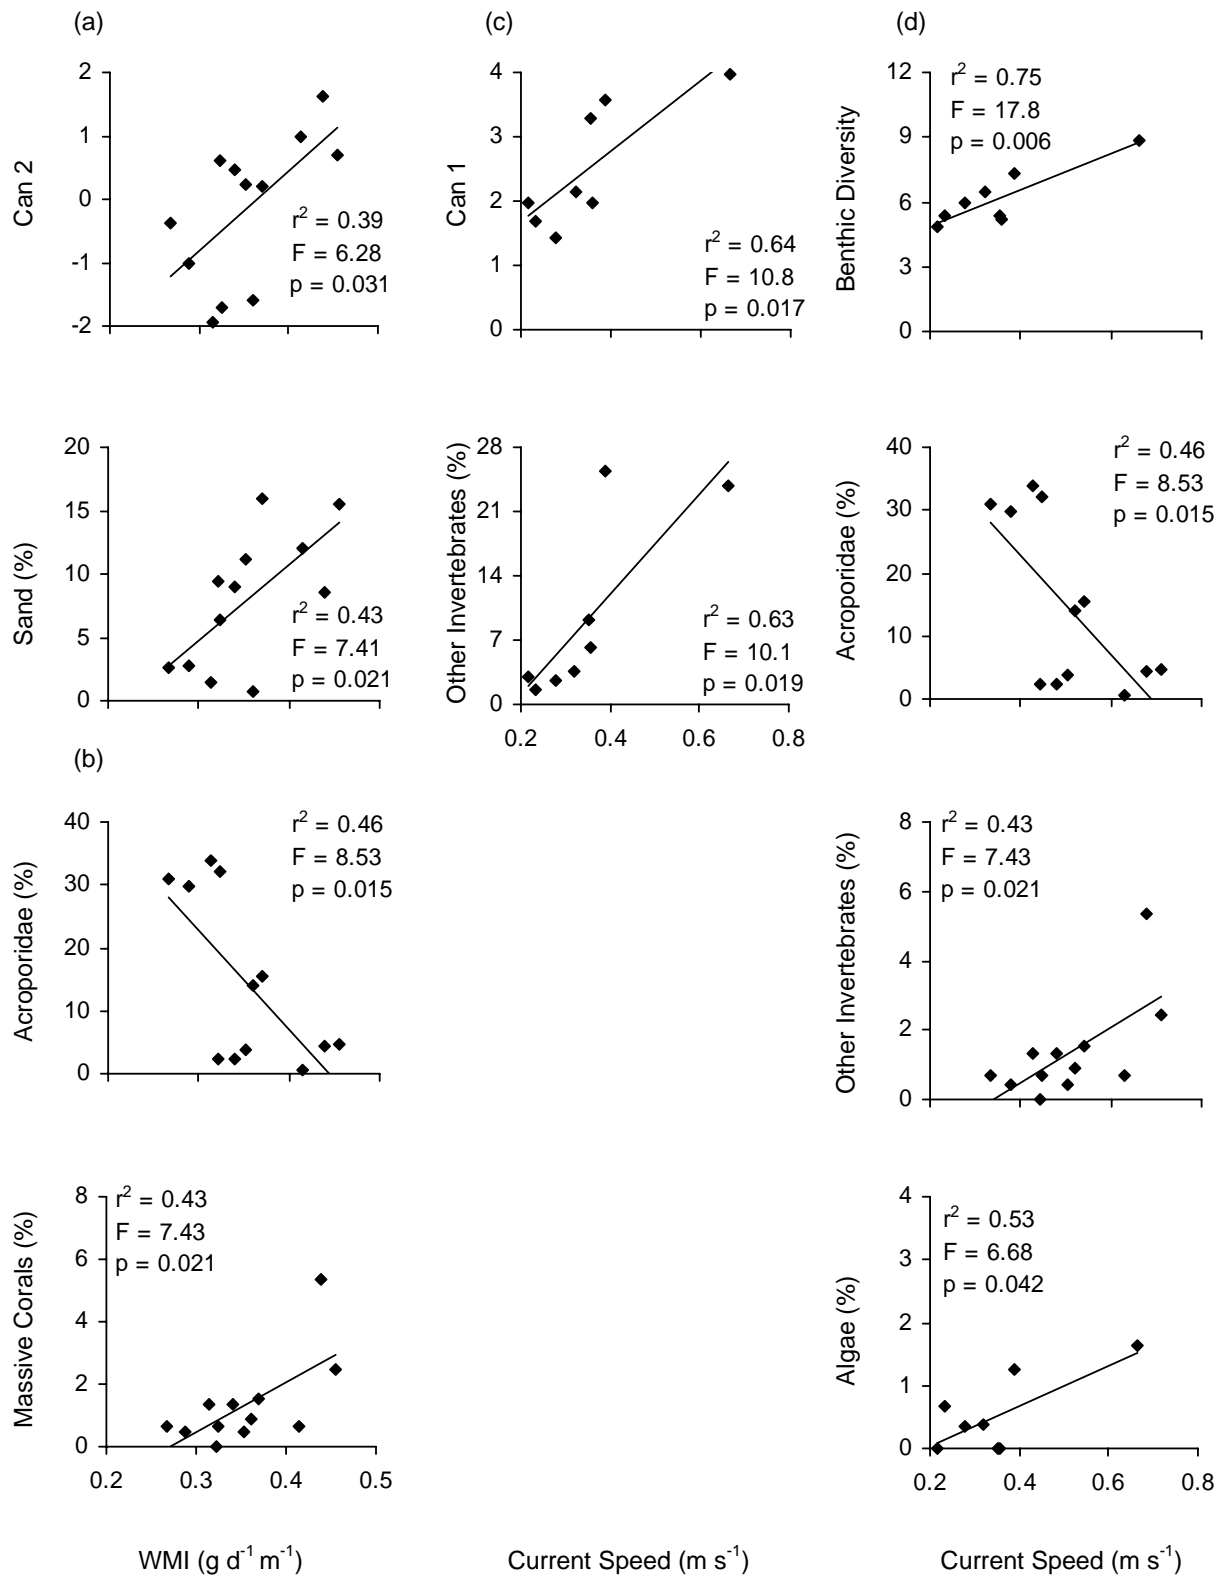 (a)
2
1
0
-1
-2
Can 2
r² = 0.39
F = 6.28
p = 0.031
20
15
10
5
0
Sand (%)
r² = 0.43
F = 7.41
p = 0.021
(b)
40
30
20
10
0
Acroporidae (%)
r² = 0.46
F = 8.53
p = 0.015
8
6
4
2
0
Massive Corals (%)
r² = 0.43
F = 7.43
p = 0.021
0.2 0.3 0.4 0.5
WMI (g d⁻¹ m⁻¹)
(c)
4
3
2
1
0
Can 1
r² = 0.64
F = 10.8
p = 0.017
28
21
14
7
0
Other Invertebrates (%)
r² = 0.63
F = 10.1
p = 0.019
0.2 0.4 0.6 0.8
Current Speed (m s⁻¹)
(d)
12
9
6
3
0
Benthic Diversity
r² = 0.75
F = 17.8
p = 0.006
40
30
20
10
0
Acroporidae (%)
r² = 0.46
F = 8.53
p = 0.015
8
6
4
2
0
Other Invertebrates (%)
r² = 0.43
F = 7.43
p = 0.021
4
3
2
1
0
Algae (%)
r² = 0.53
F = 6.68
p = 0.042
0.2 0.4 0.6 0.8
Current Speed (m s⁻¹)